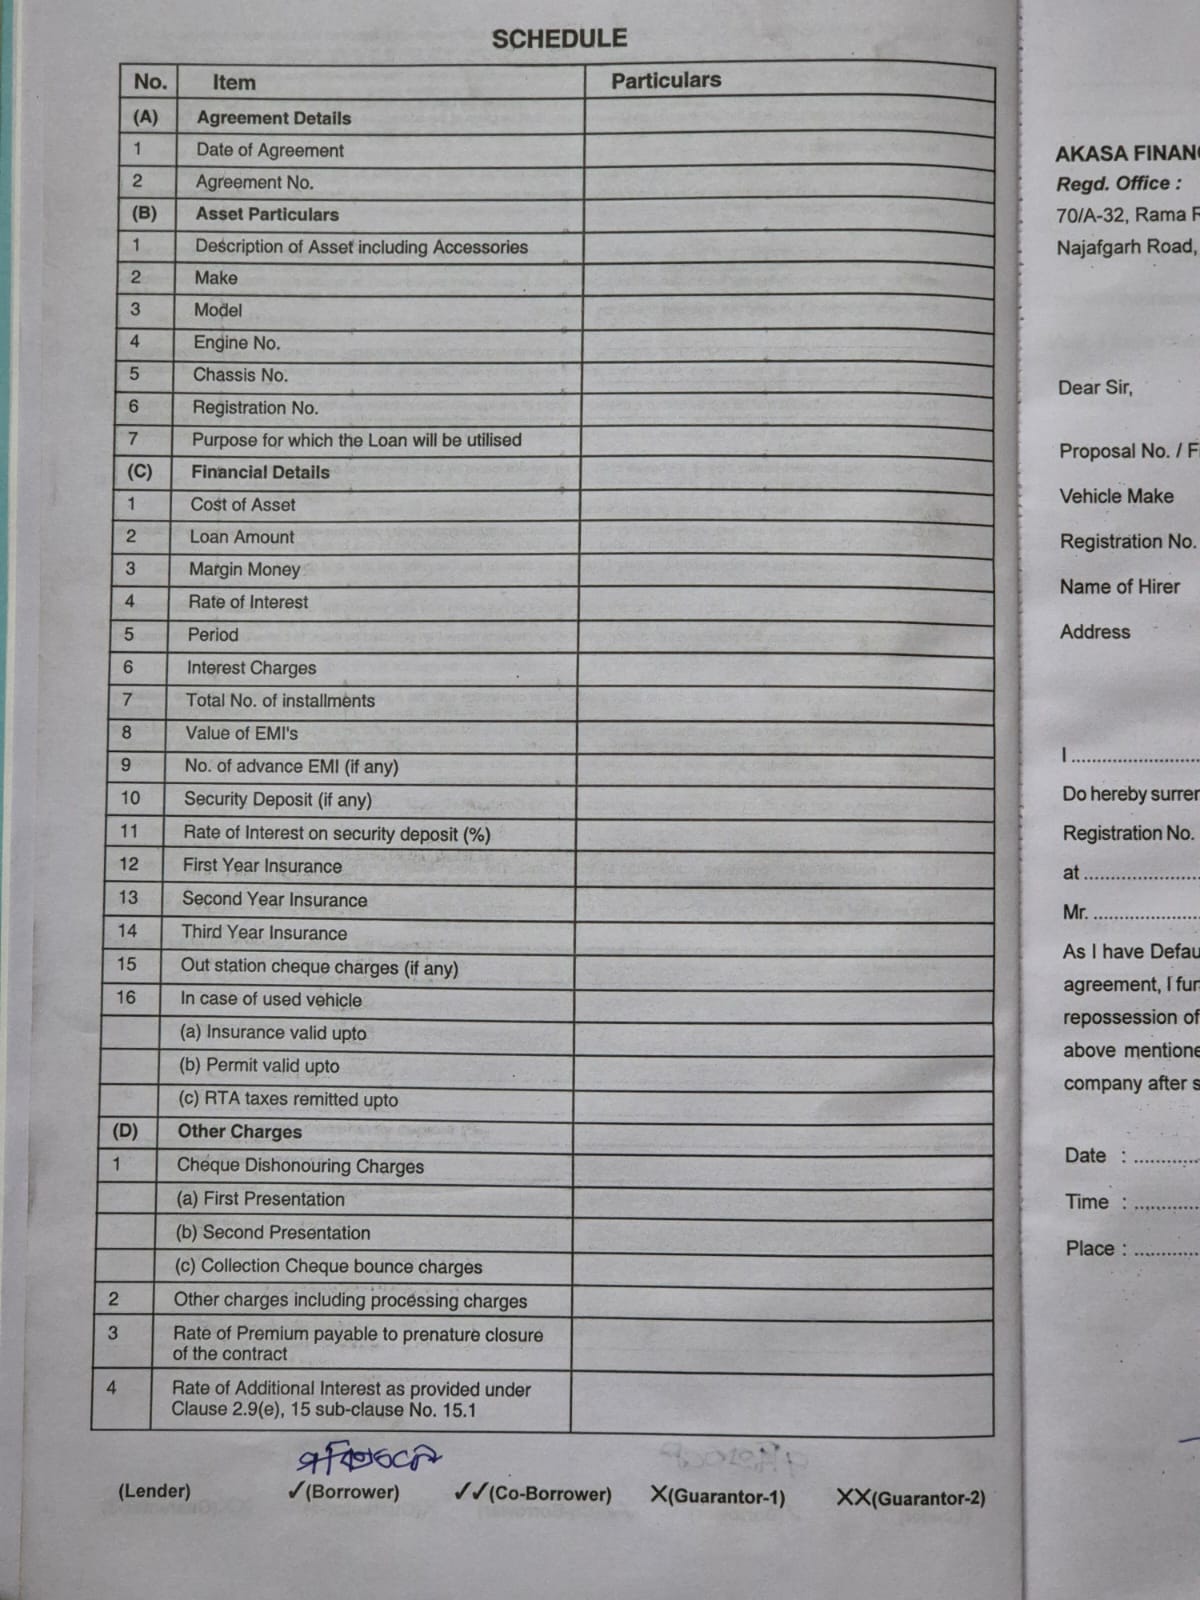 SCHEDULE
No. Item Particulars
(A) Agreement Details
1 Date of Agreement
2 Agreement No.
(B) Asset Particulars
1 Description of Asset including Accessories
2 Make
3 Model
4 Engine No.
5 Chassis No.
6 Registration No.
7 Purpose for which the Loan will be utilised
(C) Financial Details
1 Cost of Asset
2 Loan Amount
3 Margin Money
4 Rate of Interest
5 Period
6 Interest Charges
7 Total No. of installments
8 Value of EMI's
9 No. of advance EMI (if any)
10 Security Deposit (if any)
11 Rate of Interest on security deposit (%)
12 First Year Insurance
13 Second Year Insurance
14 Third Year Insurance
15 Out station cheque charges (if any)
16 In case of used vehicle
(a) Insurance valid upto
(b) Permit valid upto
(c) RTA taxes remitted upto
(D) Other Charges
1 Cheque Dishonouring Charges
(a) First Presentation
(b) Second Presentation
(c) Collection Cheque bounce charges
2 Other charges including processing charges
3 Rate of Premium payable to prenature closure
of the contract
4 Rate of Additional Interest as provided under
Clause 2.9(e), 15 sub-clause No. 15.1
(Lender) ✓(Borrower) ✓✓(Co-Borrower) X(Guarantor-1) XX(Guarantor-2)
AKASA
Regd. Office :
70/A-32, Rama
Najafgarh Road,
Dear Sir,
Proposal No. /
Vehicle Make
Registration No.
Name of Hirer
Address
I ........................
Do hereby
Registration No.
at ........................
Mr. ........................
As I have
agreement, I
repossession of
above
company after
Date : ............
Time : ............
Place : ............